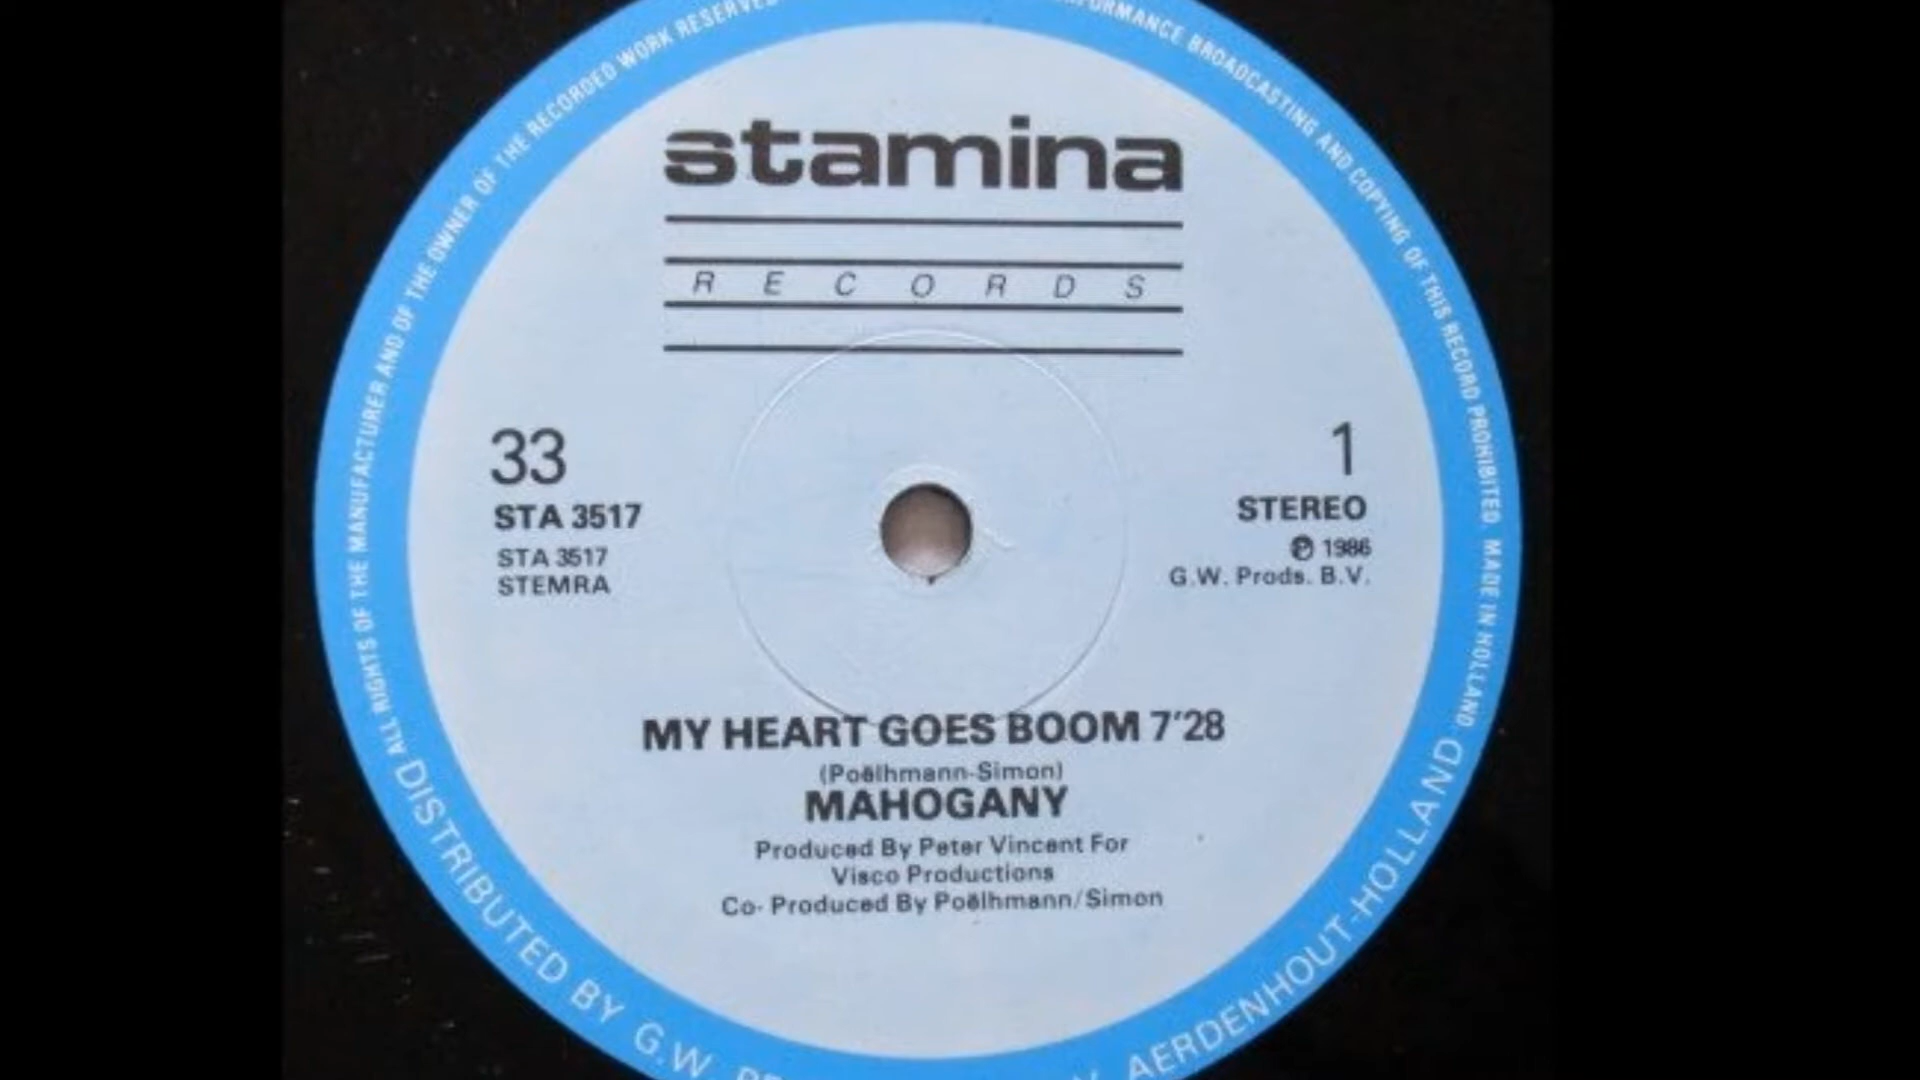 stamina
RECORDS
33
STA 3517
STA 3517
STEMRA
1
STEREO
℗ 1986
G.W. Prods. B.V.
MY HEART GOES BOOM 7'28
(Poëlhmann-Simon)
MAHOGANY
Produced By Peter Vincent For
Visco Productions
Co- Produced By Poëlhmann/Simon
ALL RIGHTS OF THE MANUFACTURER AND OF THE OWNER OF THE RECORDED WORK RESERVED
BROADCASTING AND COPYING OF THIS RECORD PROHIBITED. MADE IN HOLLAND
DISTRIBUTED BY G.W.
AERDENHOUT-HOLLAND